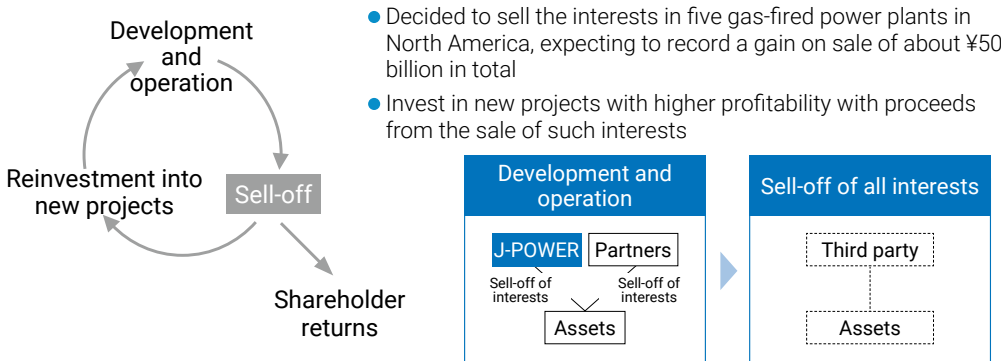 Development
and
operation
Reinvestment into
new projects
Sell-off
Shareholder
returns
● Decided to sell the interests in five gas-fired power plants in
North America, expecting to record a gain on sale of about ¥50
billion in total
● Invest in new projects with higher profitability with proceeds
from the sale of such interests
Development and
operation
J-POWER
Partners
Sell-off of
interests
Sell-off of
interests
Assets
Sell-off of all interests
Third party
Assets